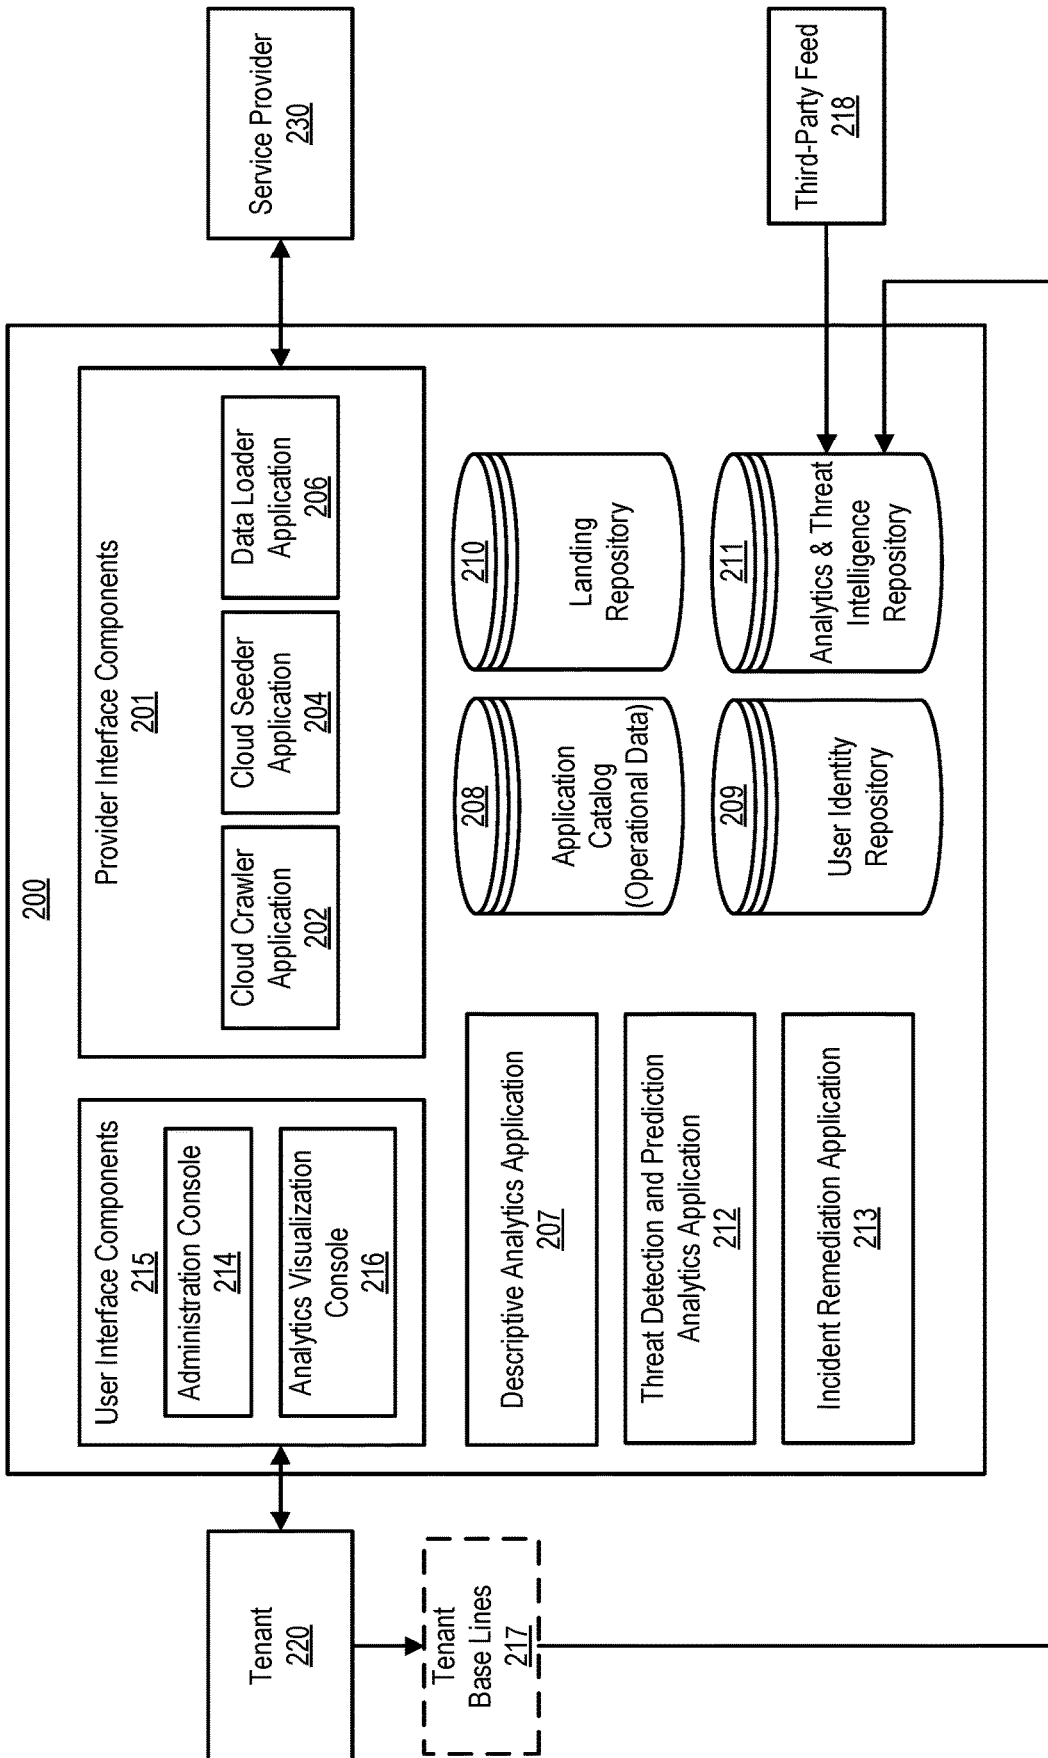 200
Tenant
220
Tenant
Base Lines
217
User Interface Components
215
Administration Console
214
Analytics Visualization
Console
216
Provider Interface Components
201
Cloud Crawler
Application
202
Cloud Seeder
Application
204
Data Loader
Application
206
Service Provider
230
Descriptive Analytics Application
207
Threat Detection and Prediction
Analytics Application
212
Incident Remediation Application
213
208
Application
Catalog
(Operational Data)
210
Landing
Repository
209
User Identity
Repository
211
Analytics & Threat
Intelligence
Repository
Third-Party Feed
218